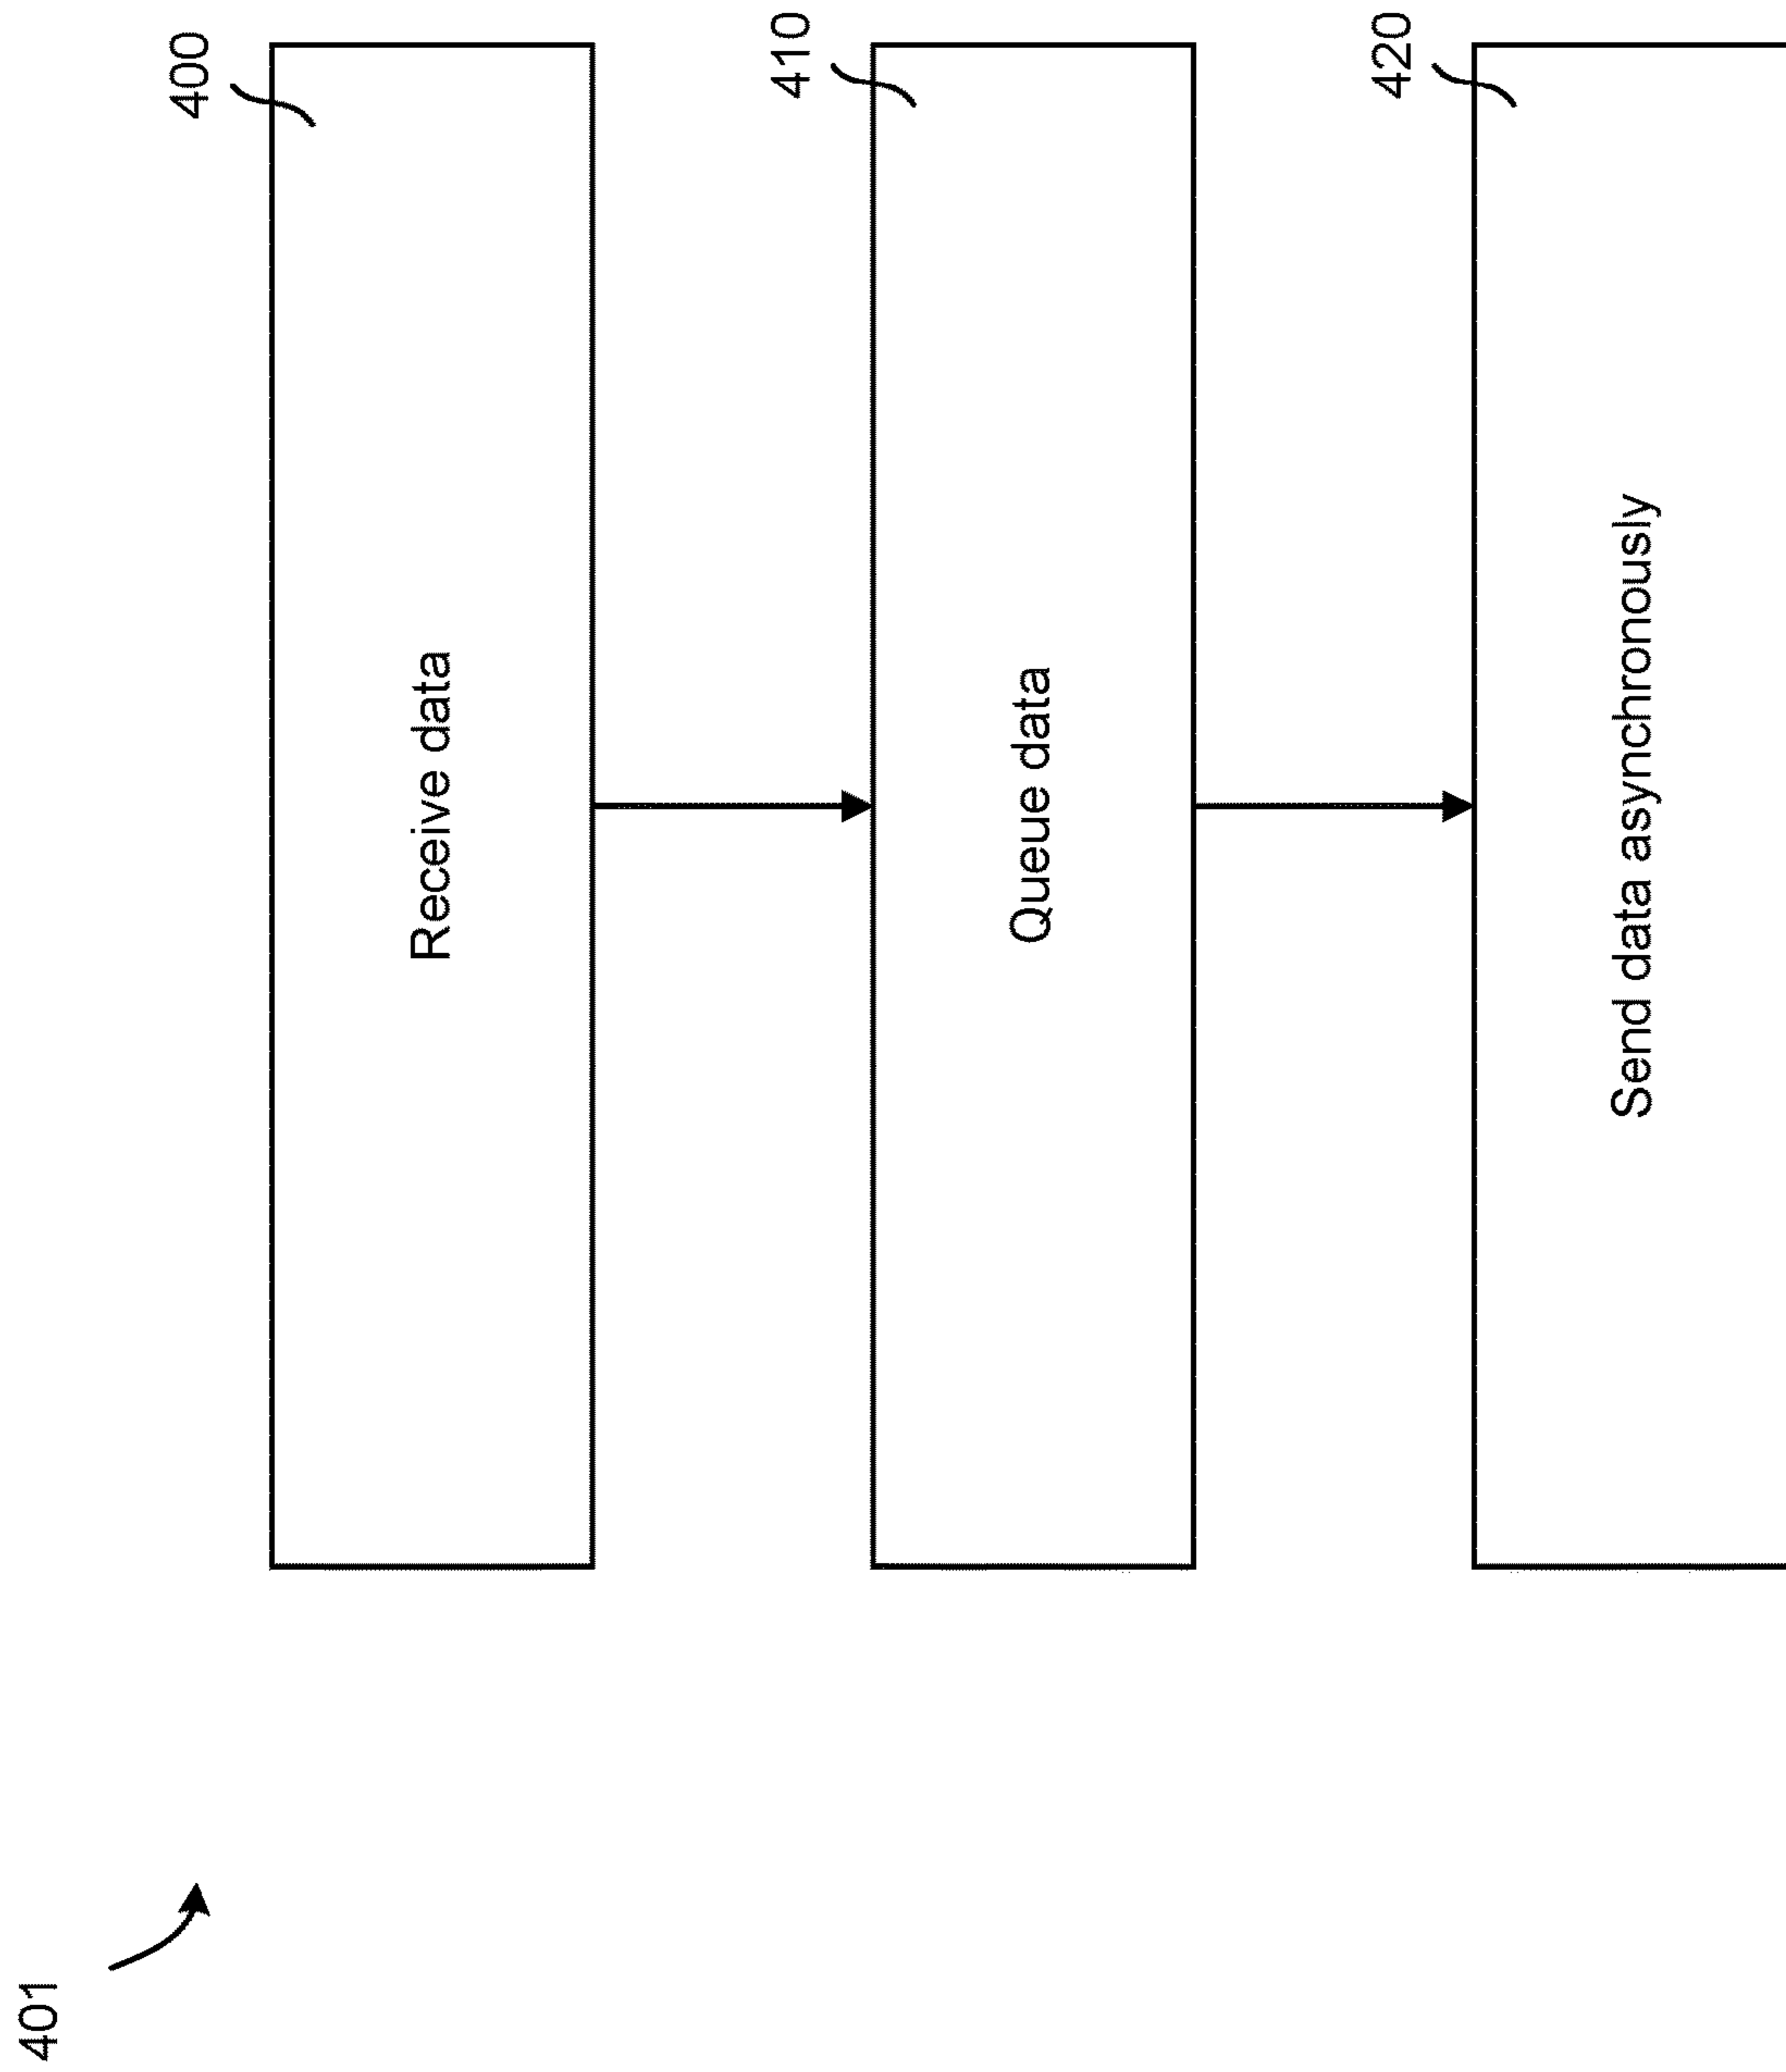 401
400
Receive data
410
Queue data
420
Send data asynchronously